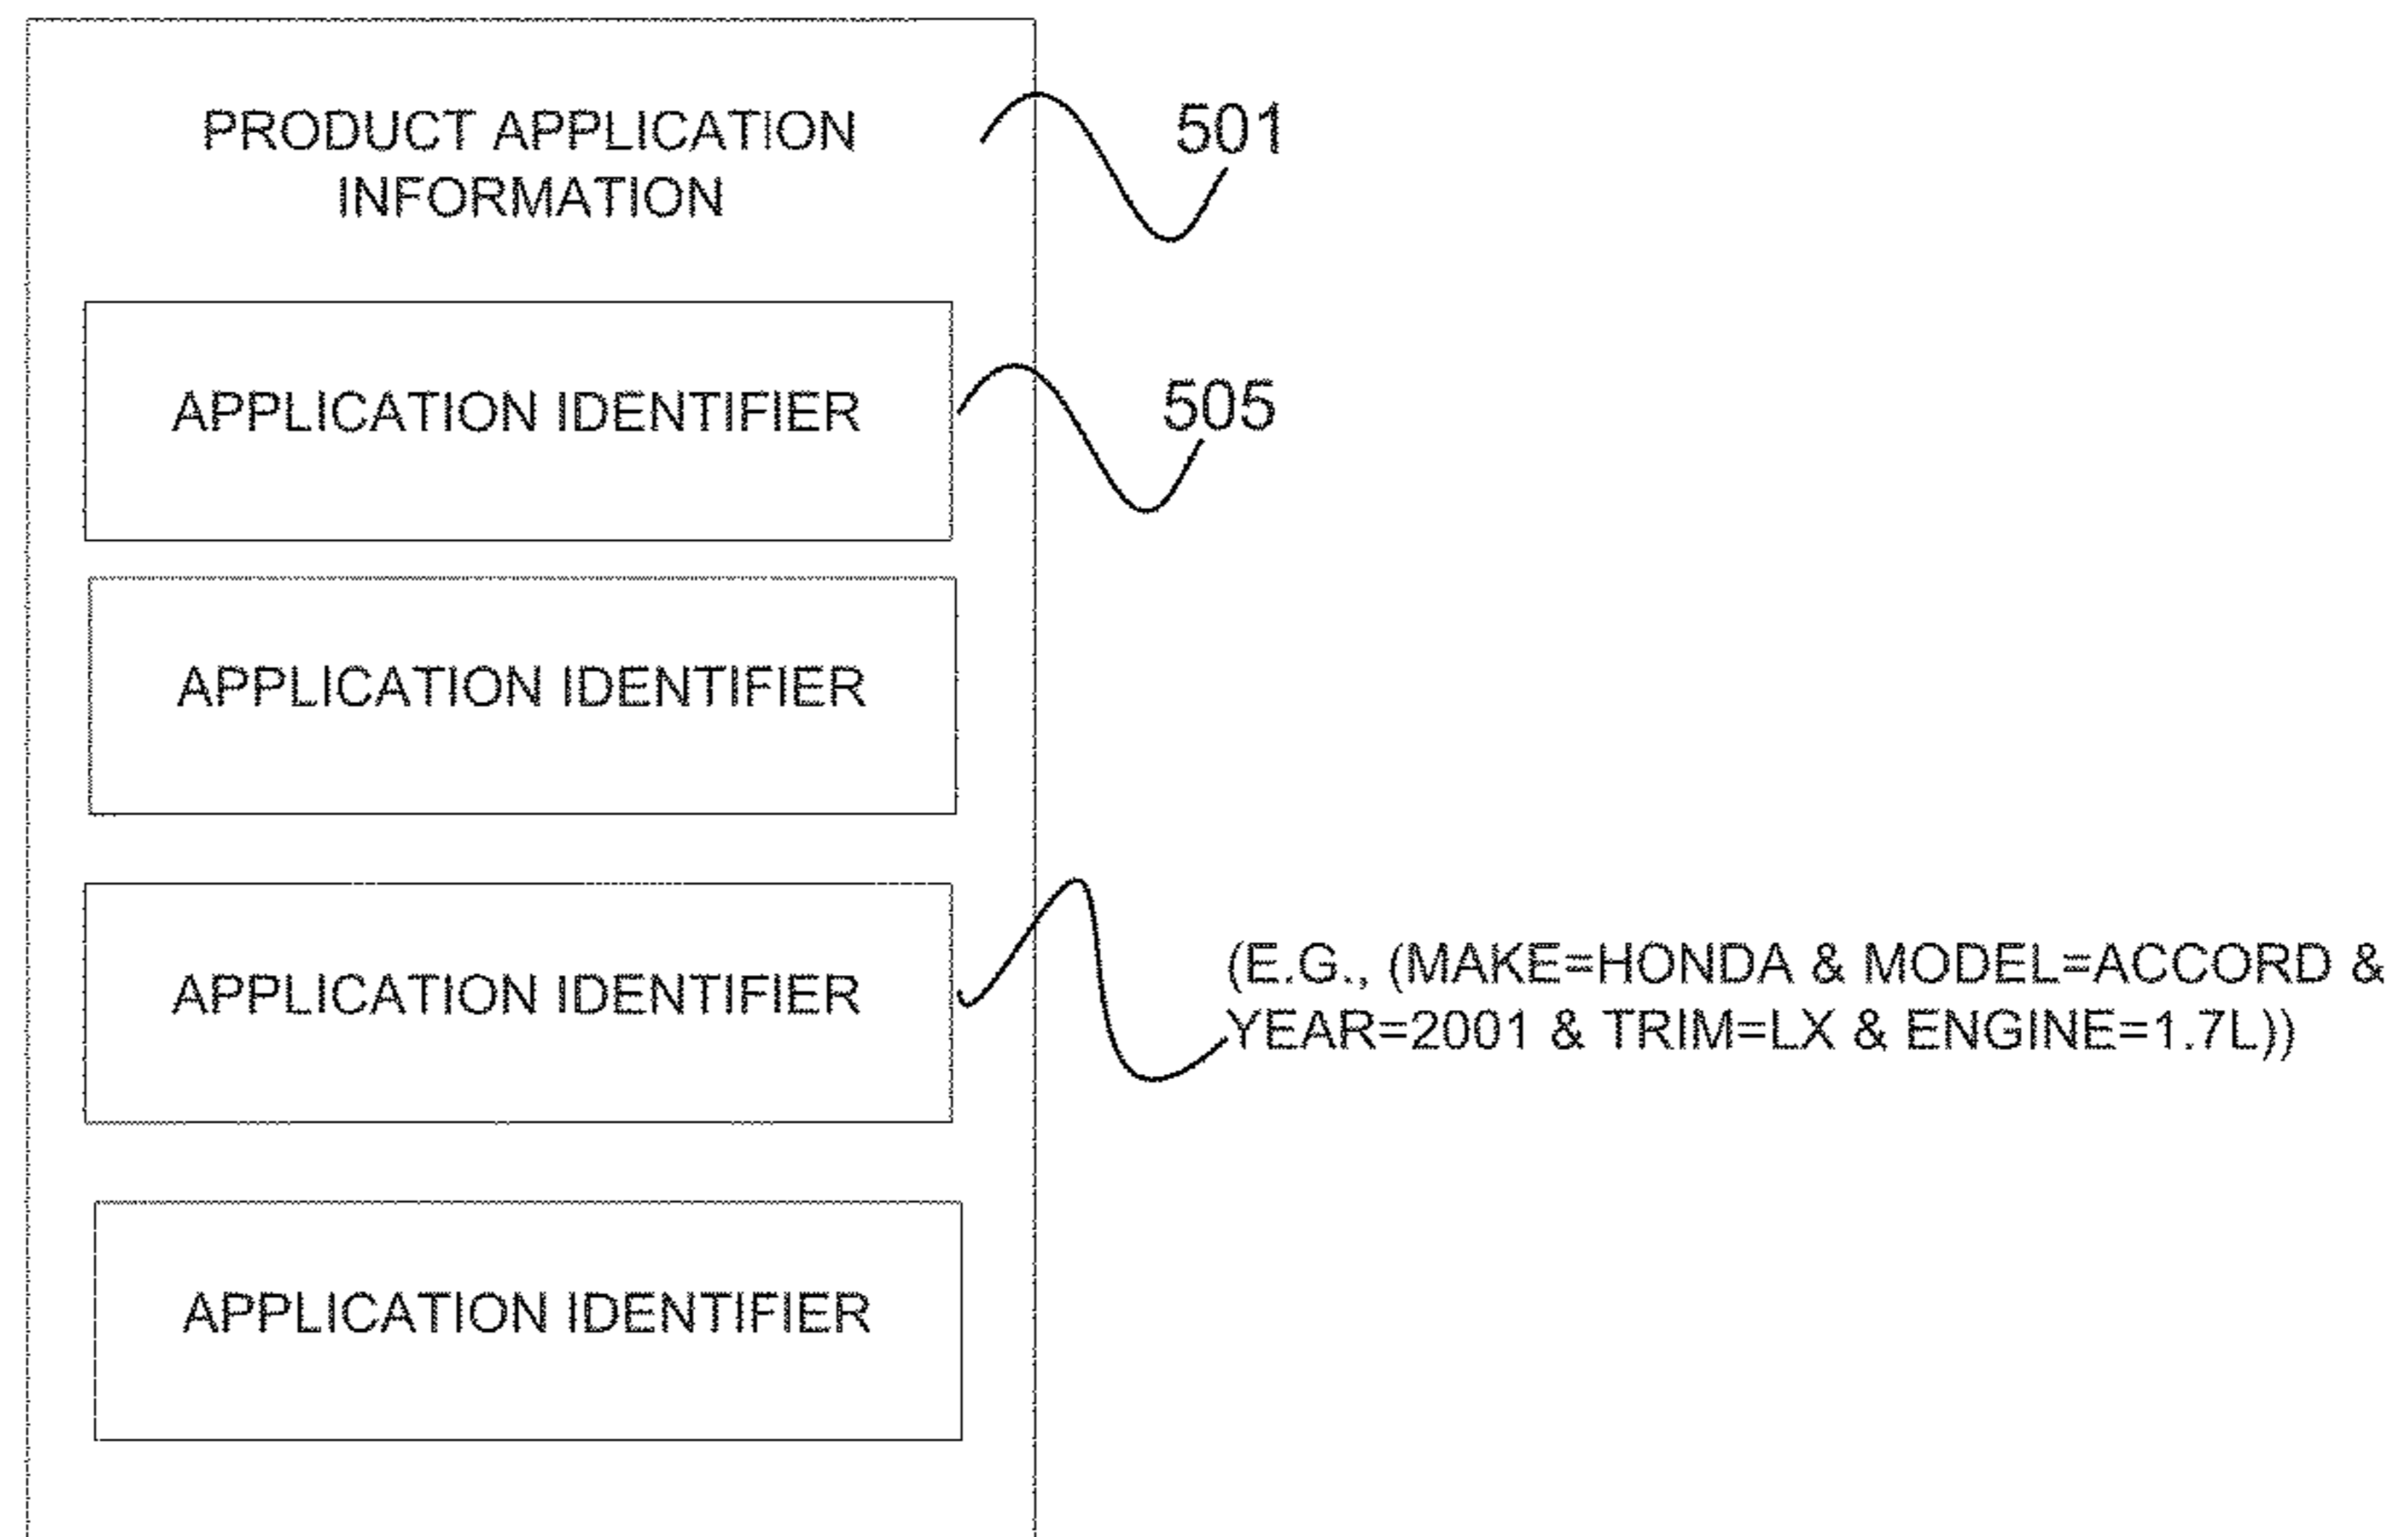 PRODUCT APPLICATION
INFORMATION
501
APPLICATION IDENTIFIER
505
APPLICATION IDENTIFIER
APPLICATION IDENTIFIER
(E.G., (MAKE=HONDA & MODEL=ACCORD &
YEAR=2001 & TRIM=LX & ENGINE=1.7L))
APPLICATION IDENTIFIER